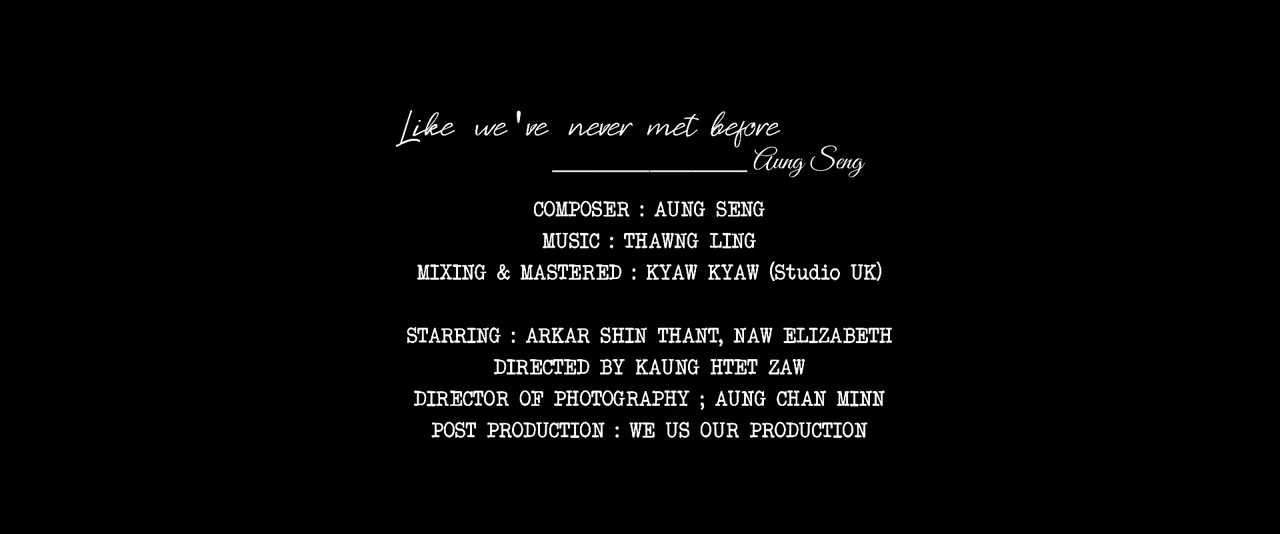 Like we've never met before
____________ Aung Seng
COMPOSER : AUNG SENG
MUSIC : THAWNG LING
MIXING & MASTERED : KYAW KYAW (Studio UK)
STARRING : ARKAR SHIN THANT, NAW ELIZABETH
DIRECTED BY KAUNG HTET ZAW
DIRECTOR OF PHOTOGRAPHY ; AUNG CHAN MINN
POST PRODUCTION : WE US OUR PRODUCTION